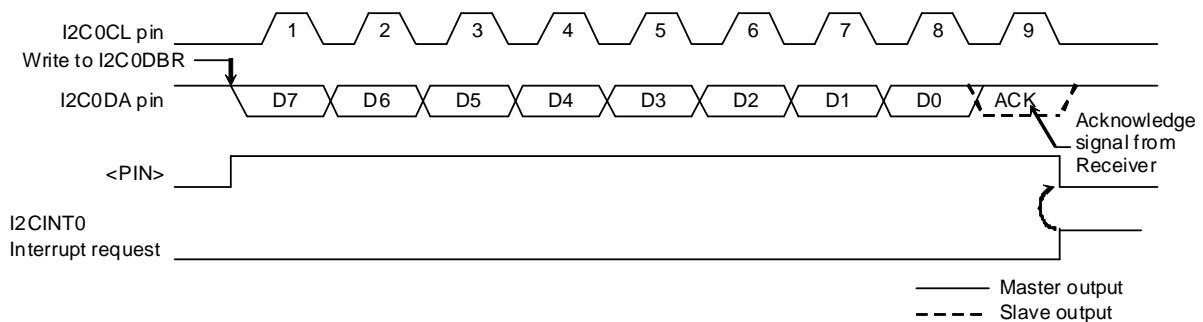 I2C0CL pin
1 2 3 4 5 6 7 8 9
Write to I2C0DBR
I2C0DA pin
D7 D6 D5 D4 D3 D2 D1 D0 ACK
Acknowledge
signal from
Receiver
<PIN>
I2CINT0
Interrupt request
Master output
Slave output